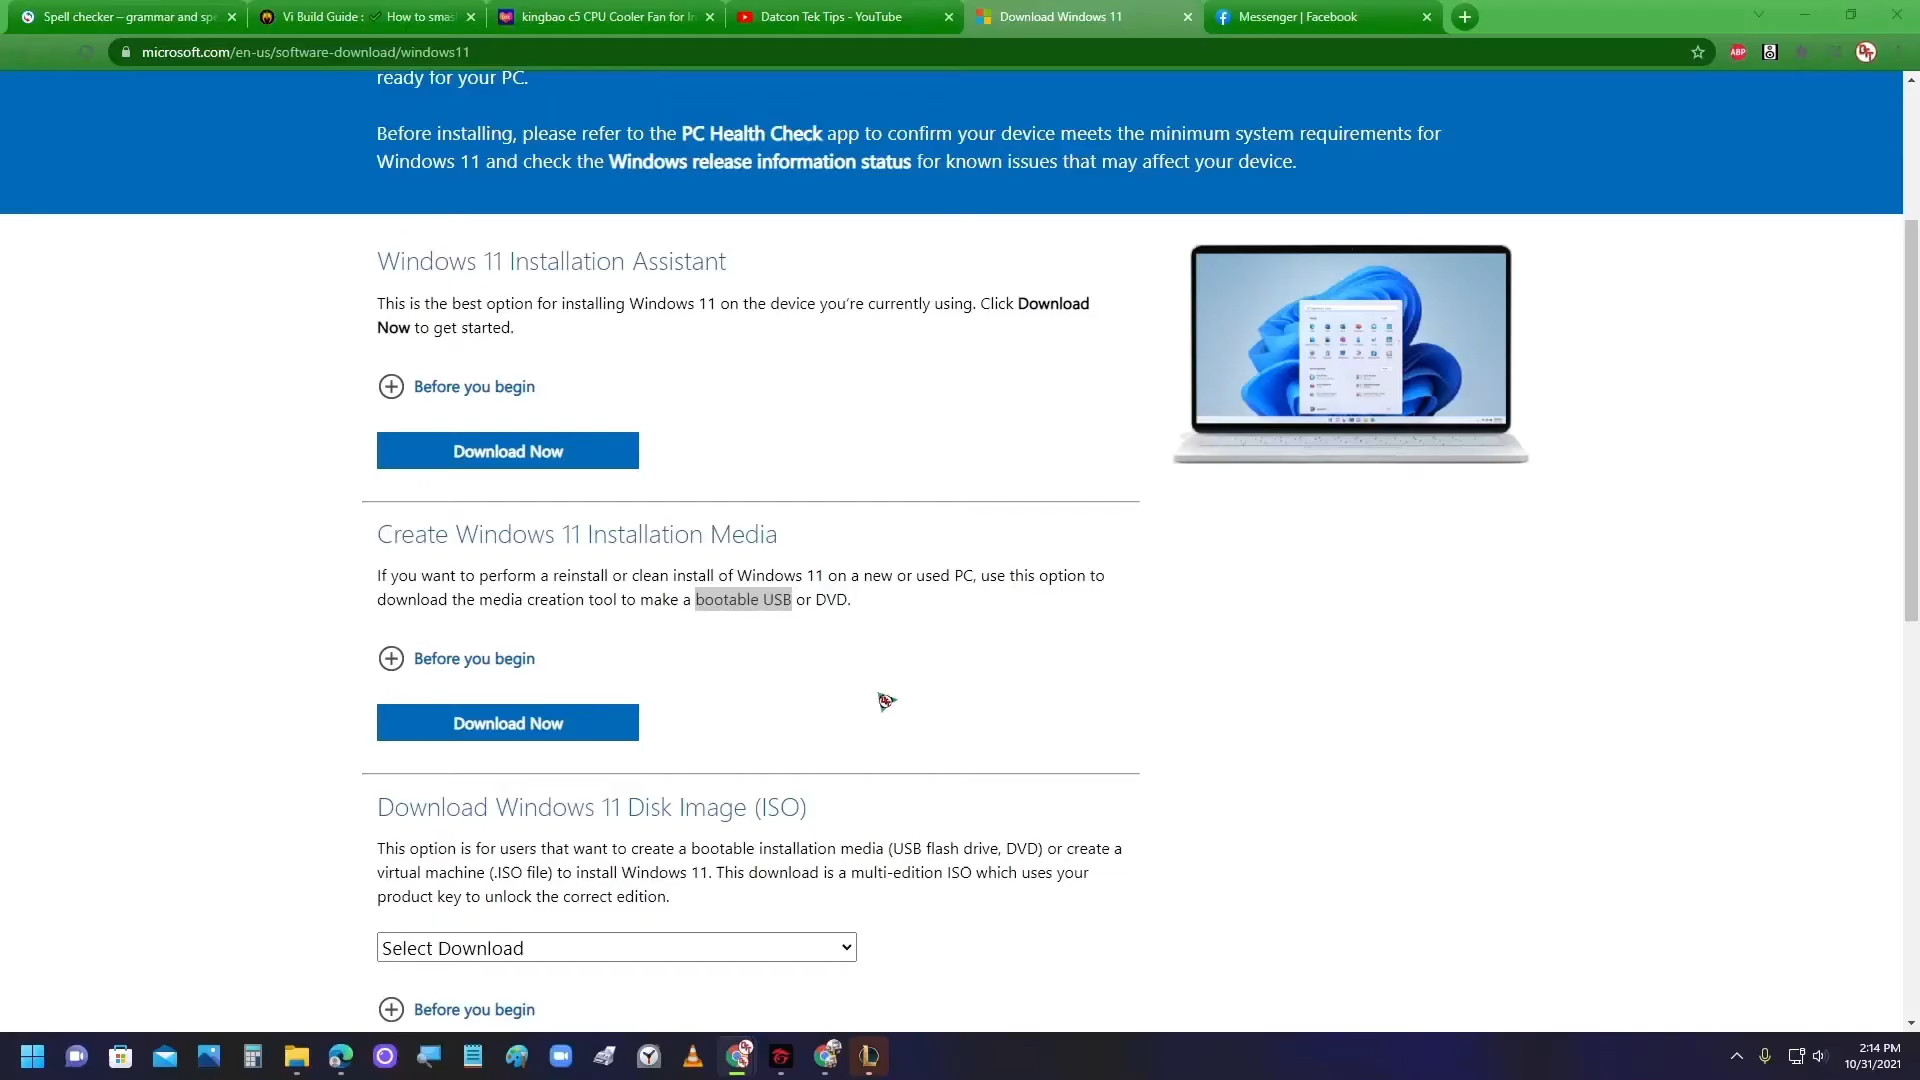 Spell checker – grammar and spe
Vi Build Guide : ✓ How to smas
kingbao c5 CPU Cooler Fan for In
Datcon Tek Tips - YouTube
Download Windows 11
Messenger | Facebook
microsoft.com/en-us/software-download/windows11
ABP
ready for your PC.
Before installing, please refer to the PC Health Check app to confirm your device meets the minimum system requirements for
Windows 11 and check the Windows release information status for known issues that may affect your device.
Windows 11 Installation Assistant
This is the best option for installing Windows 11 on the device you’re currently using. Click Download
Now to get started.
Before you begin
Download Now
Create Windows 11 Installation Media
If you want to perform a reinstall or clean install of Windows 11 on a new or used PC, use this option to
download the media creation tool to make a bootable USB or DVD.
Before you begin
Download Now
Download Windows 11 Disk Image (ISO)
This option is for users that want to create a bootable installation media (USB flash drive, DVD) or create a
virtual machine (.ISO file) to install Windows 11. This download is a multi-edition ISO which uses your
product key to unlock the correct edition.
Select Download
Before you begin
2:14 PM
10/31/2021